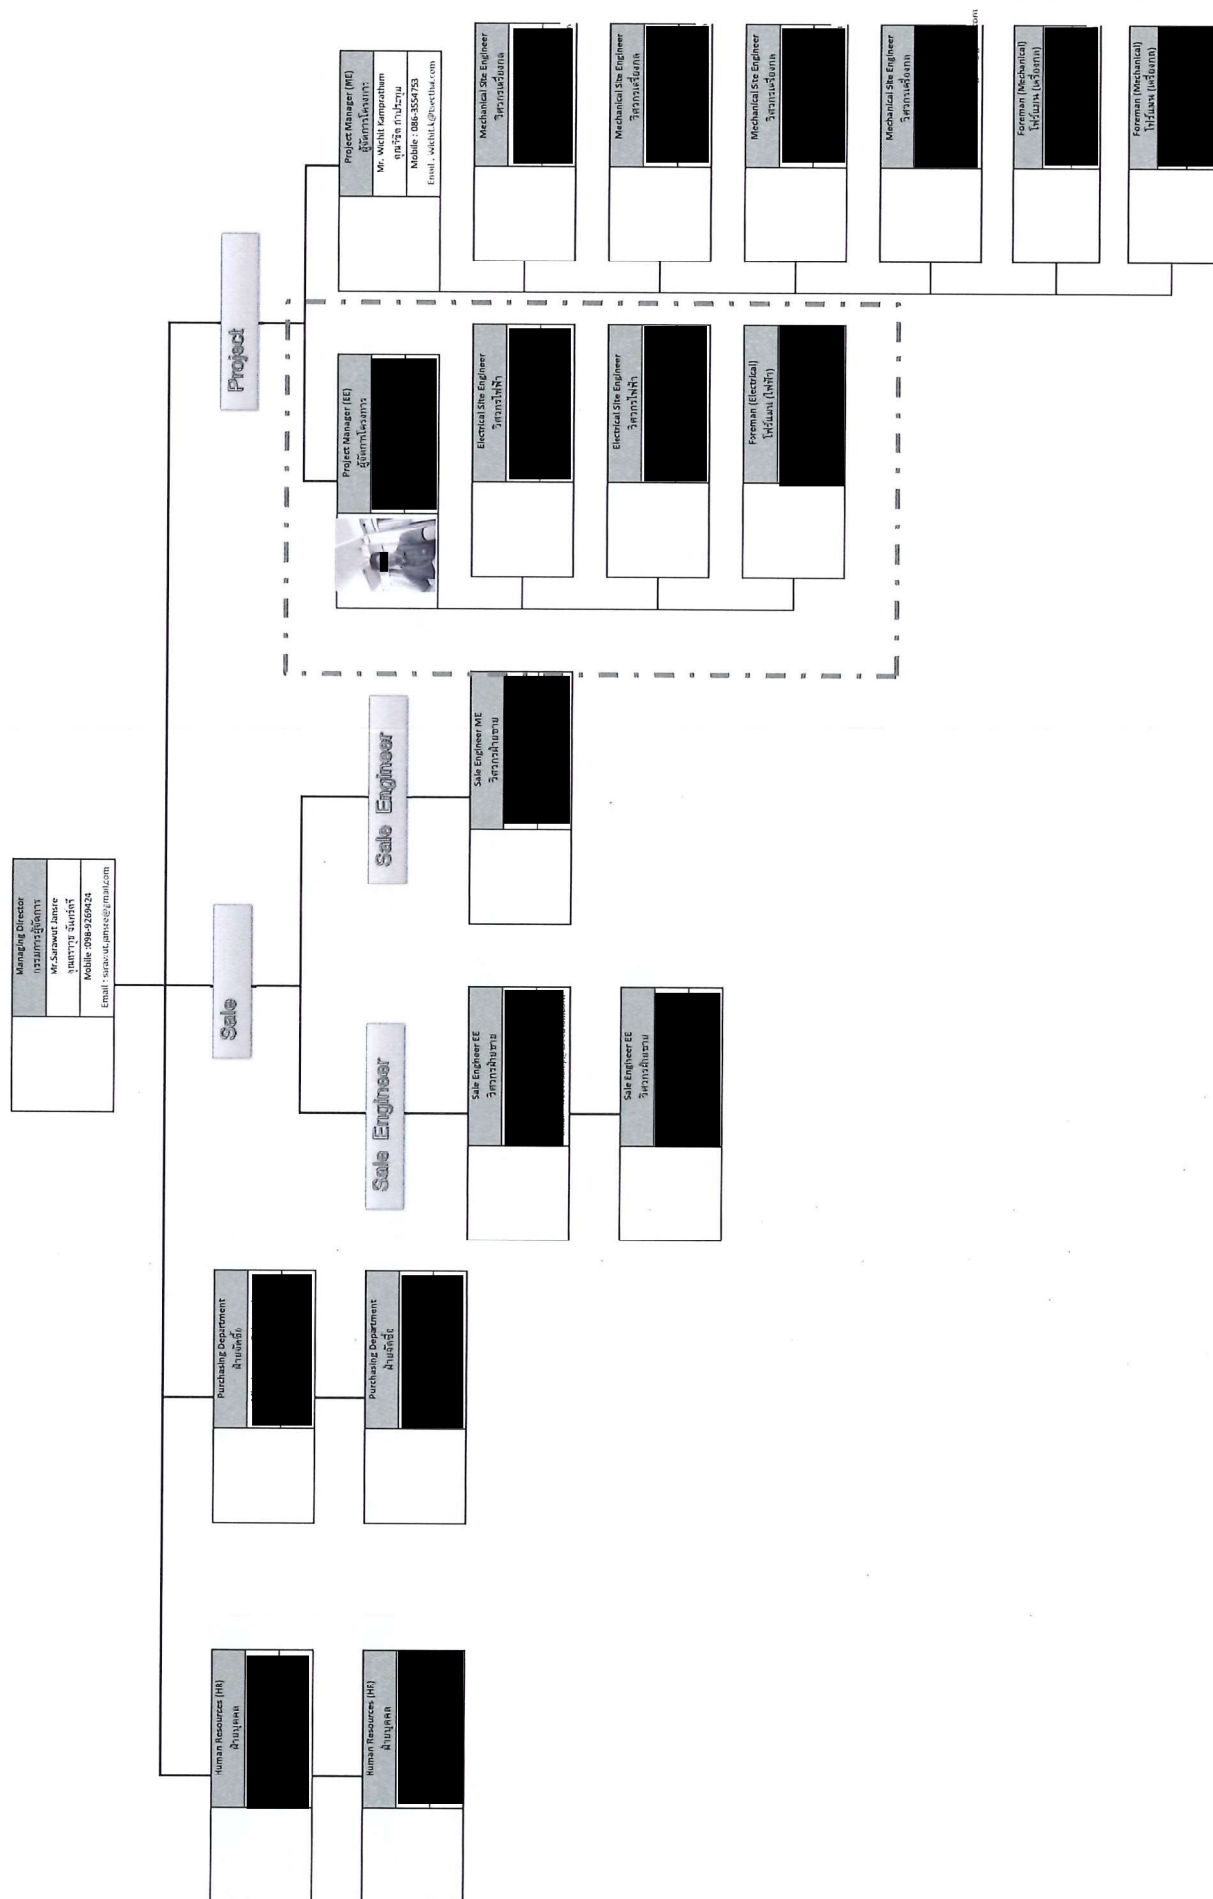 Managing Director
กรรมการผู้จัดการ
Mr.Sarawut Jansre
คุณศราวุธ จันทร์ตรี
Mobile :098-9269424
Email : sarawut.jansre@gmail.com
Human Resources (HR)
ฝ่ายบุคคล
Human Resources (HR)
ฝ่ายบุคคล
Purchasing Department
ฝ่ายจัดซื้อ
Purchasing Department
ฝ่ายจัดซื้อ
Sale
Sale Engineer
Sale Engineer EE
วิศวกรฝ่ายขาย
Sale Engineer EE
วิศวกรฝ่ายขาย
Sale Engineer
Sale Engineer ME
วิศวกรฝ่ายขาย
Project
Project Manager (EE)
ผู้จัดการโครงการ
Electrical Site Engineer
วิศวกรไฟฟ้า
Electrical Site Engineer
วิศวกรไฟฟ้า
Foreman (Electrical)
โฟร์แมน (ไฟฟ้า)
Project Manager (ME)
ผู้จัดการโครงการ
Mr. Wichit Kamprathum
คุณวิชิต กำประทุม
Mobile : 086-3554753
Email : wichit.k@tsecthai.com
Mechanical Site Engineer
วิศวกรเครื่องกล
Mechanical Site Engineer
วิศวกรเครื่องกล
Mechanical Site Engineer
วิศวกรเครื่องกล
Mechanical Site Engineer
วิศวกรเครื่องกล
com
Foreman (Mechanical)
โฟร์แมน (เครื่องกล)
Foreman (Mechanical)
โฟร์แมน (เครื่องกล)